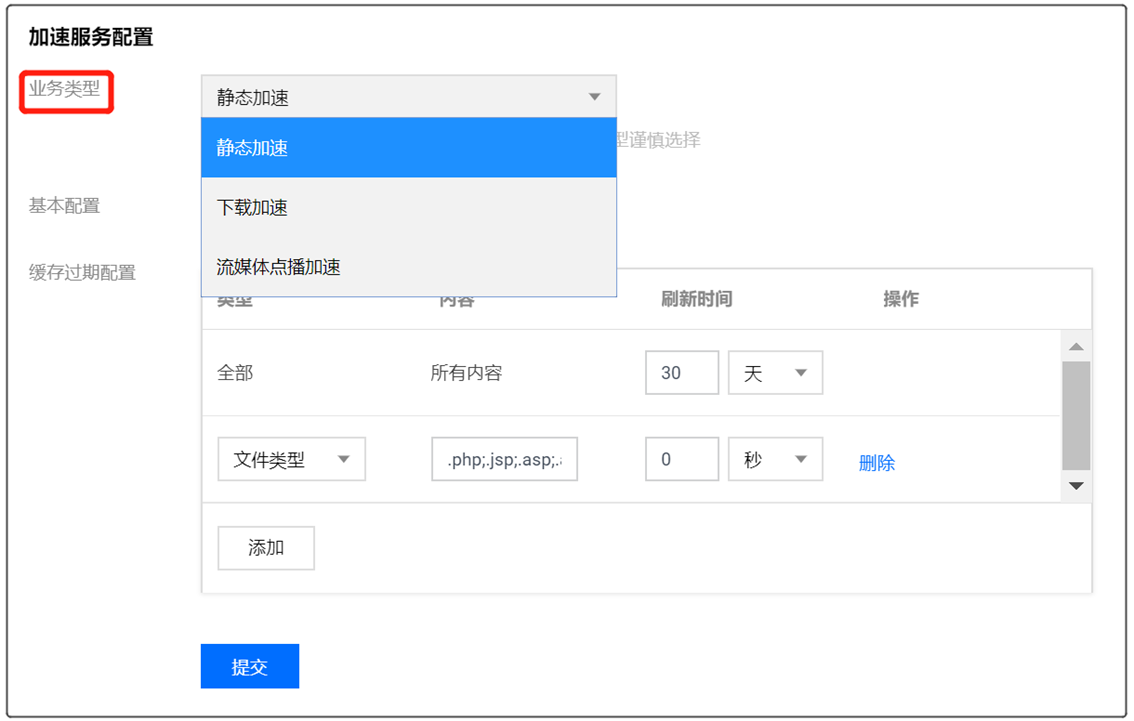 加速服务配置
业务类型
静态加速
静态加速
型谨慎选择
下载加速
基本配置
流媒体点播加速
缓存过期配置
类型 内容 刷新时间 操作
全部 所有内容 30 天
文件类型 .php;.jsp;.asp;. 0 秒 删除
添加
提交